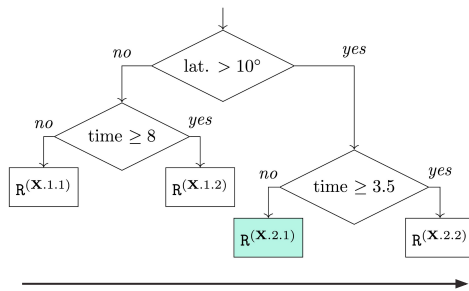 no
yes
lat. > 10°
no
yes
time ≥ 8
no
yes
time ≥ 3.5
R(X.1.1)
R(X.1.2)
R(X.2.1)
R(X.2.2)